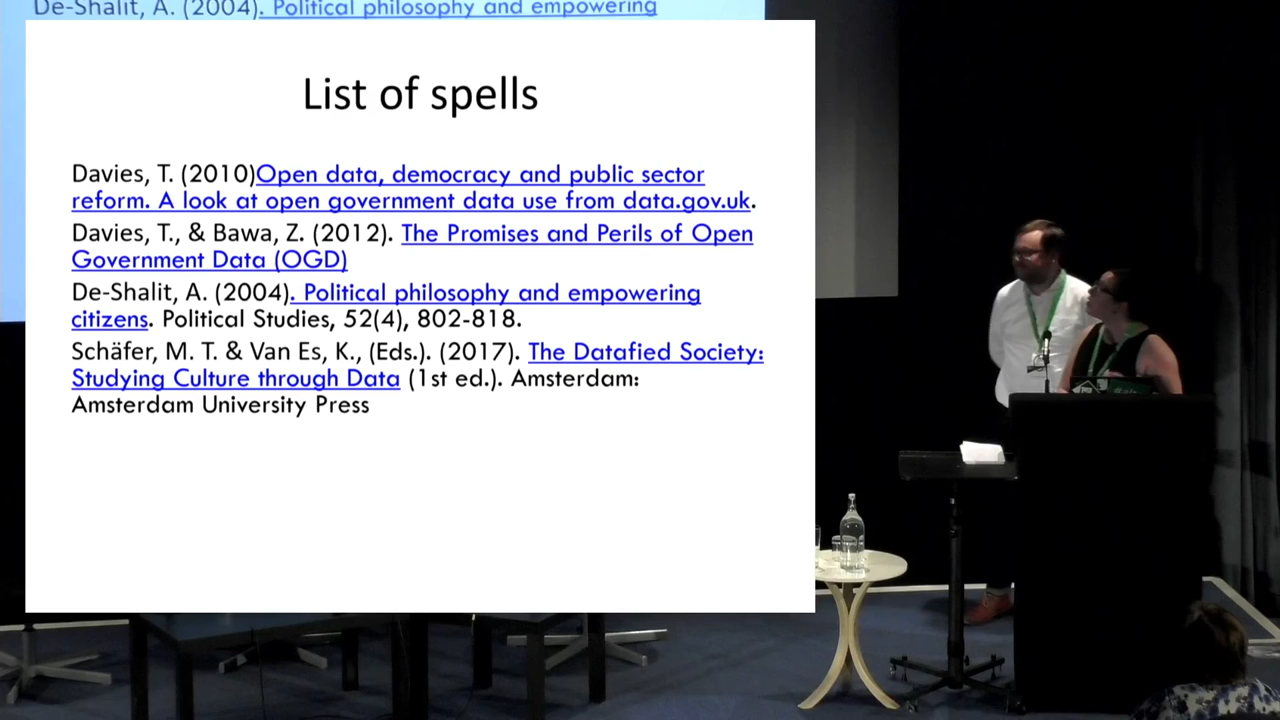 De-Shalit, A. (2004). Political philosophy and empowering
List of spells
Davies, T. (2010)Open data, democracy and public sector
reform. A look at open government data use from data.gov.uk.
Davies, T., & Bawa, Z. (2012). The Promises and Perils of Open
Government Data (OGD)
De-Shalit, A. (2004). Political philosophy and empowering
citizens. Political Studies, 52(4), 802-818.
Schäfer, M. T. & Van Es, K., (Eds.). (2017). The Datafied Society:
Studying Culture through Data (1st ed.). Amsterdam:
Amsterdam University Press